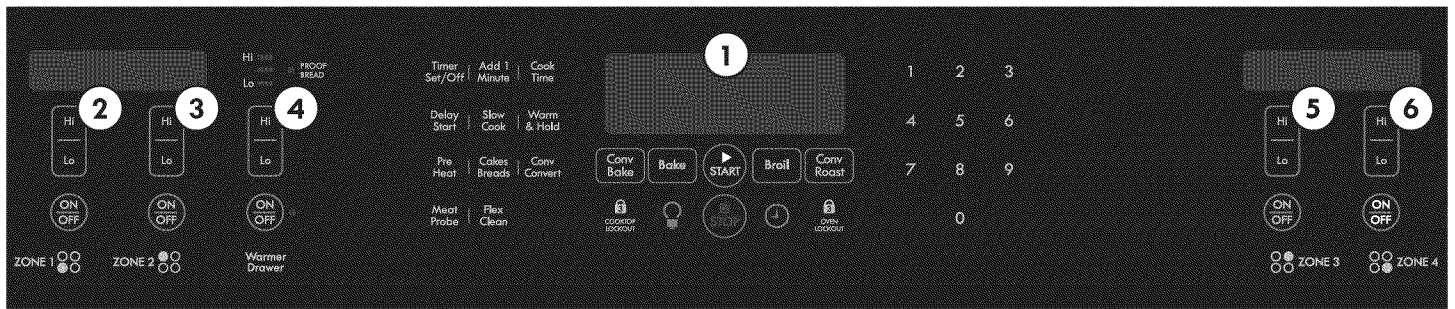 1
2
Hi
Lo
ON
OFF
ZONE 1
3
Hi
Lo
ON
OFF
ZONE 2
Hi
Lo
PROOF
BREAD
4
Hi
Lo
ON
OFF
Warmer
Drawer
Timer Add 1 Cook
Set/Off Minute Time
Delay Slow Warm
Start Cook & Hold
Pre Cakes Conv
Heat Breads Convert
Meat Flex
Probe Clean
Conv
Bake
Bake
START
Broil
Conv
Roast
3
COOKTOP
LOCKOUT
STOP
3
OVEN
LOCKOUT
1 2 3
4 5 6
7 8 9
0
5
Hi
Lo
ON
OFF
ZONE 3
6
Hi
Lo
ON
OFF
ZONE 4